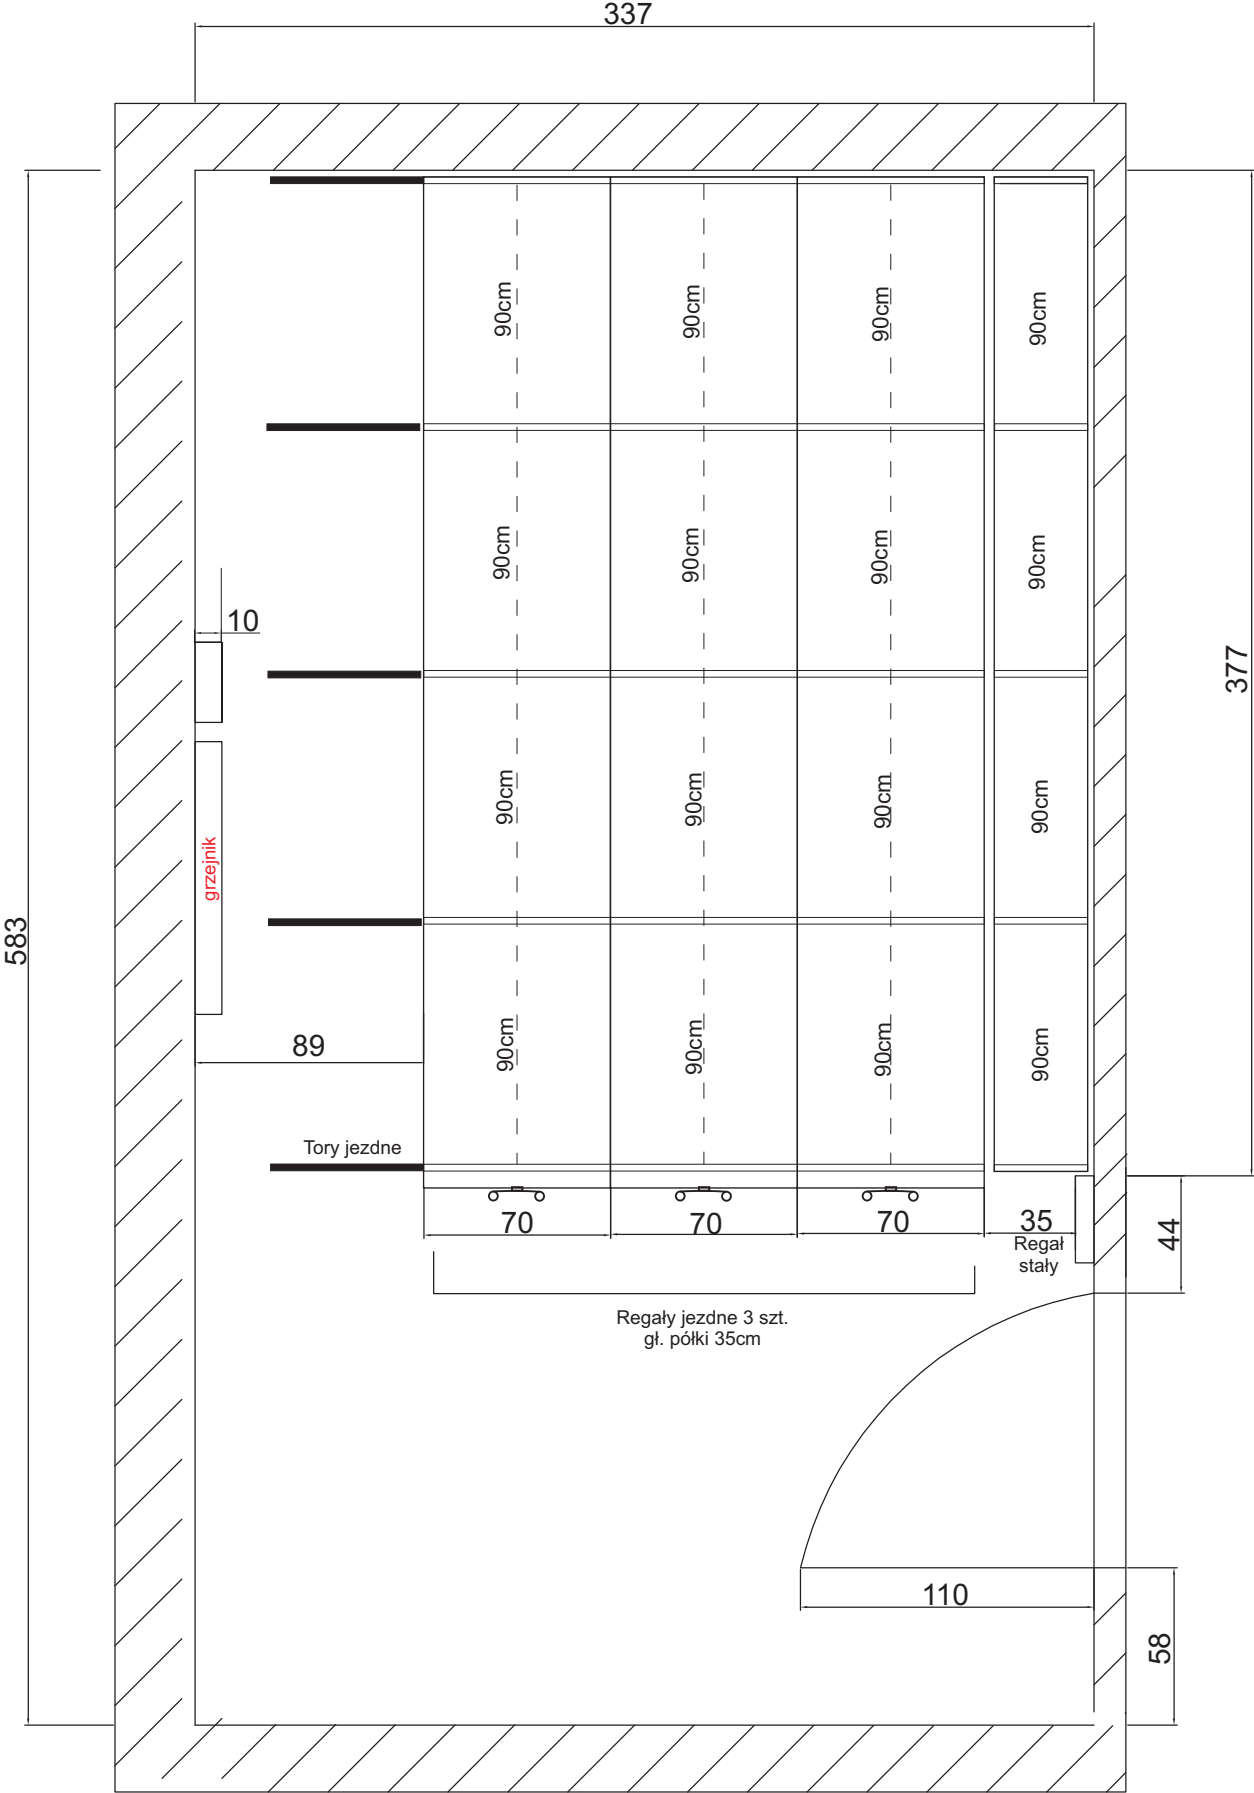 337
90cm
90cm
90cm
90cm
90cm
90cm
90cm
90cm
10
377
90cm
90cm
90cm
90cm
grzejnik
583
89
90cm
90cm
90cm
90cm
Tory jezdne
70
70
70
35
Regał
stały
44
Regały jezdne 3 szt.
gł. półki 35cm
110
58